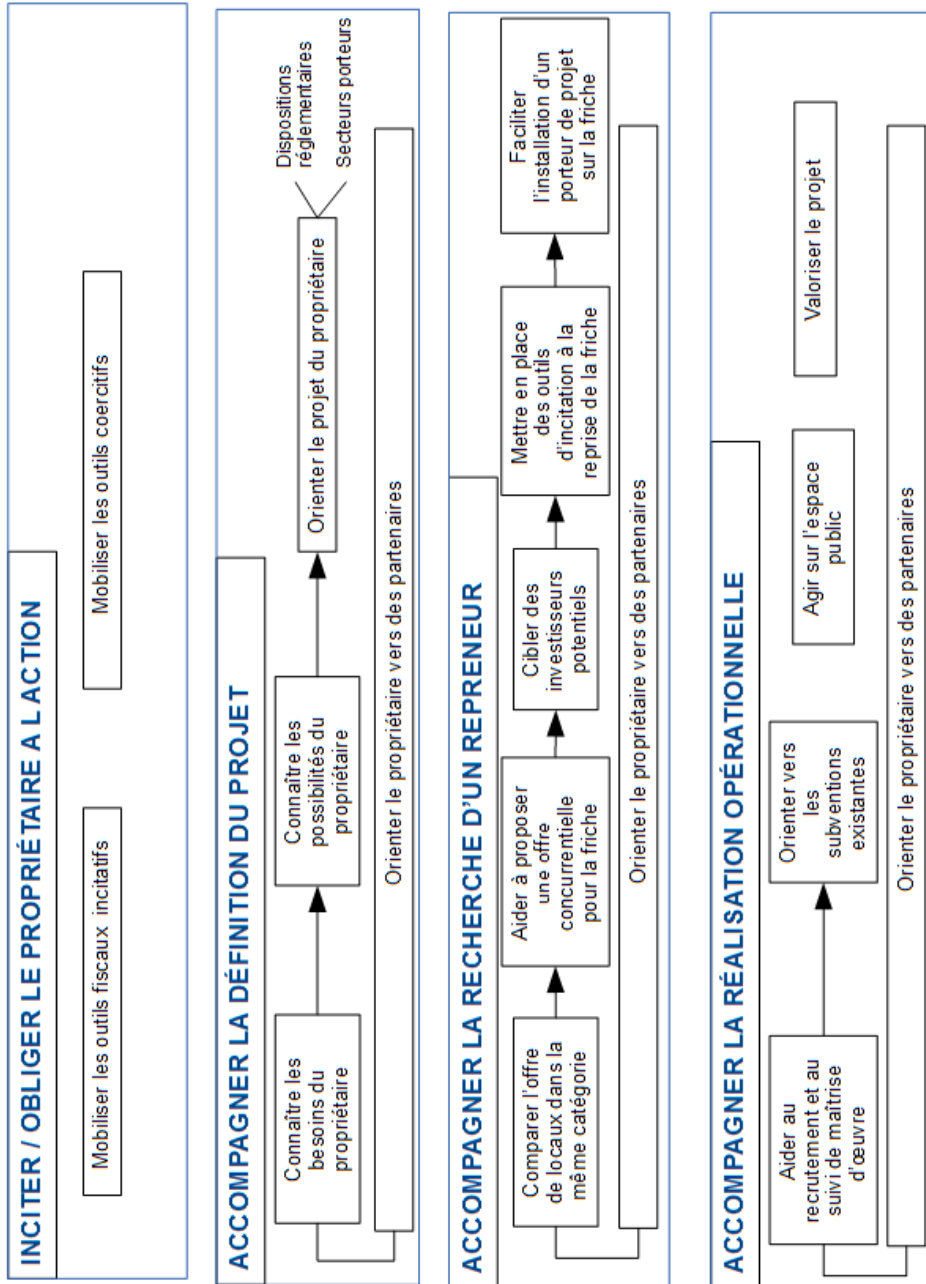 INCITER / OBLIGER LE PROPRIÉTAIRE A L ACTION
Mobiliser les outils fiscaux incitatifs
Mobiliser les outils coercitifs
ACCOMPAGNER LA DÉFINITION DU PROJET
Connaître les
besoins du
propriétaire
Connaître les
possibilités du
propriétaire
Orienter le projet du propriétaire
Dispositions
réglementaires
Secteurs porteurs
Orienter le propriétaire vers des partenaires
ACCOMPAGNER LA RECHERCHE D'UN REPRENEUR
Comparer l'offre
de locaux dans la
même catégorie
Aider à proposer
une offre
concurrentielle
pour la friche
Cibler des
investisseurs
potentiels
Mettre en place
des outils
d'incitation à la
reprise de la friche
Faciliter
l'installation d'un
porteur de projet
sur la friche
Orienter le propriétaire vers des partenaires
ACCOMPAGNER LA RÉALISATION OPÉRATIONNELLE
Aider au
recrutement et au
suivi de maîtrise
d'œuvre
Orienter vers
les
subventions
existantes
Agir sur l'espace
public
Valoriser le projet
Orienter le propriétaire vers des partenaires